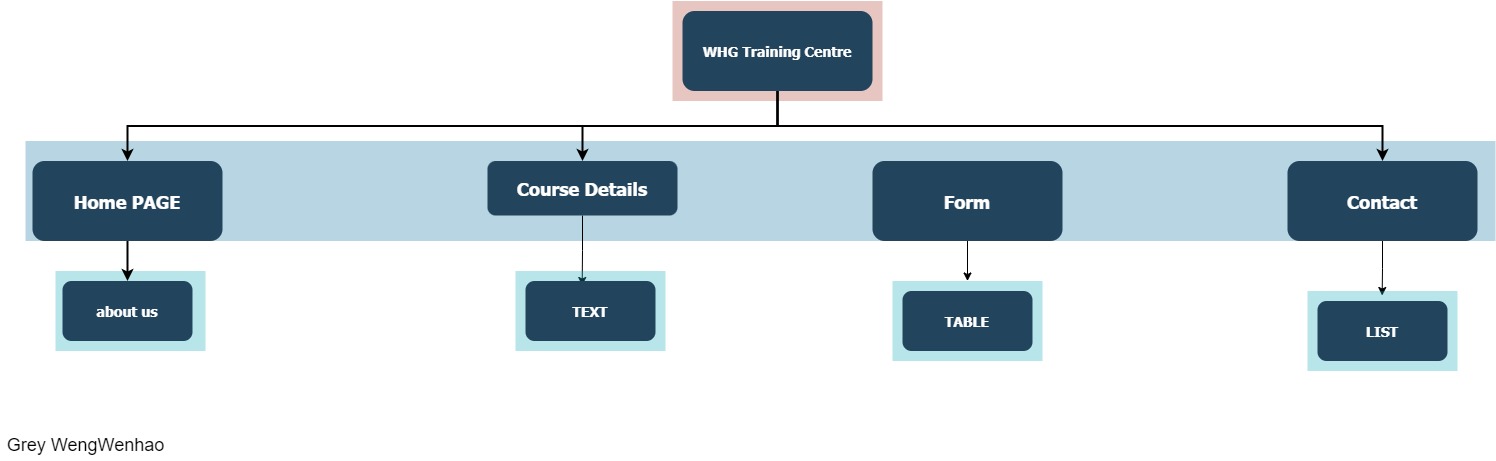 WHG Training Centre
Home PAGE
Course Details
Form
Contact
about us
TEXT
TABLE
LIST
Grey WengWenhao